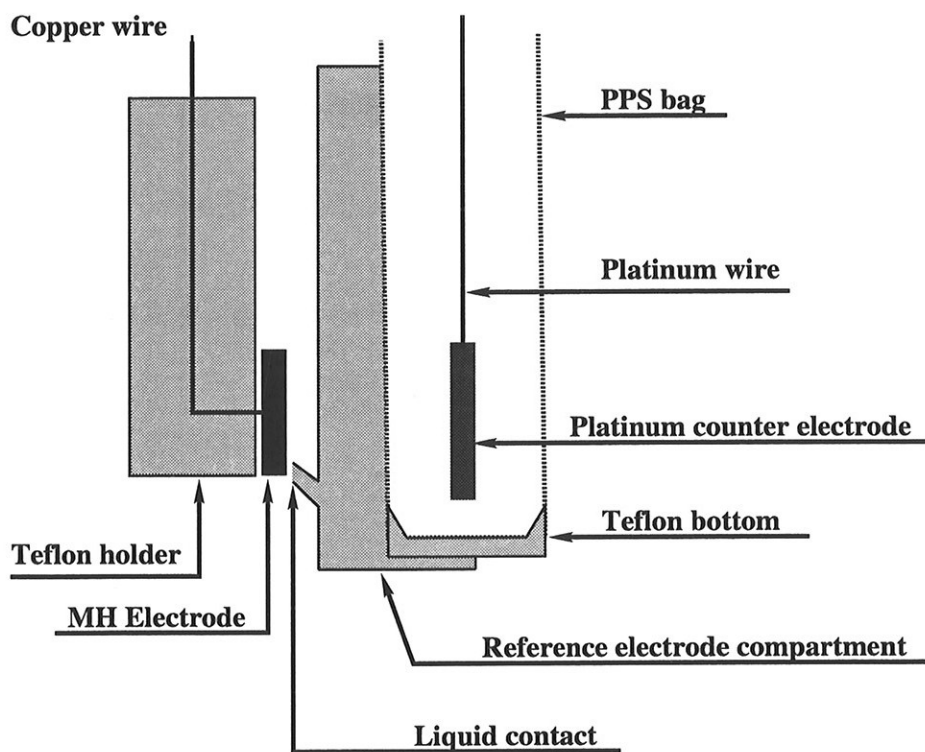 Copper wire
PPS bag
Platinum wire
Platinum counter electrode
Teflon bottom
Teflon holder
MH Electrode
Reference electrode compartment
Liquid contact